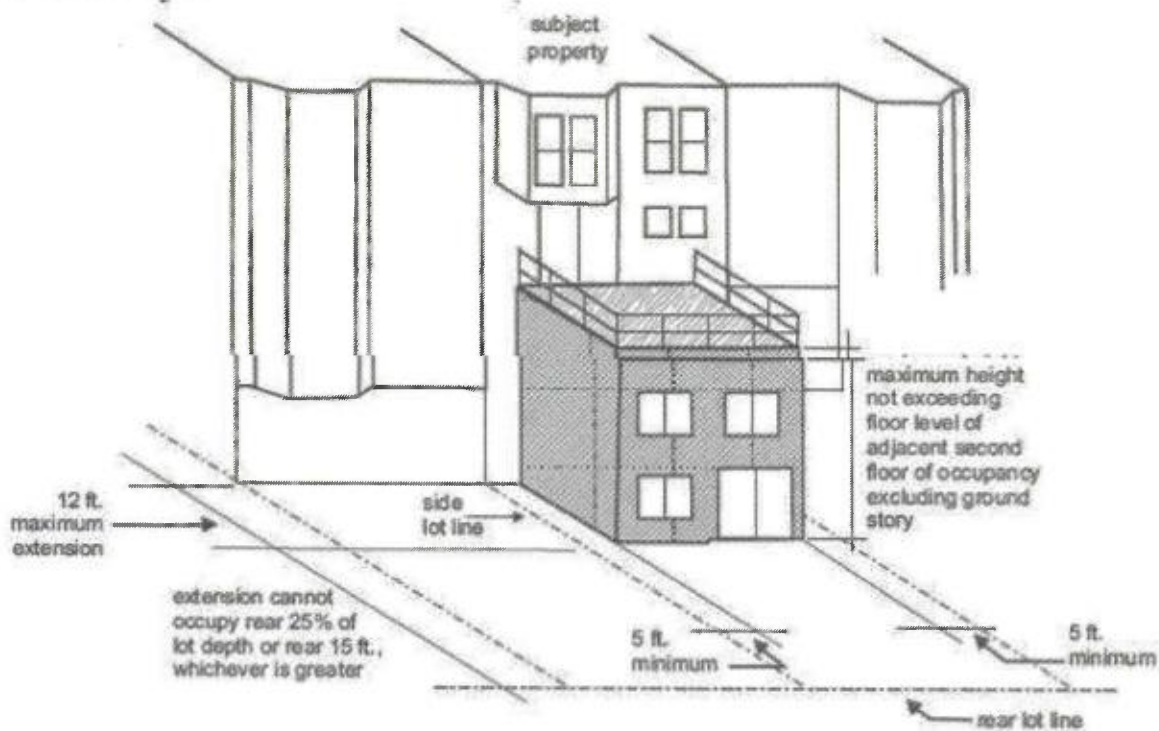 subject
property
maximum height
not exceeding
floor level of
adjacent second
floor of occupancy
excluding ground
story
12 ft.
maximum
extension
side
lot line
extension cannot
occupy rear 25% of
lot depth or rear 15 ft.,
whichever is greater
5 ft.
minimum
5 ft.
minimum
rear lot line